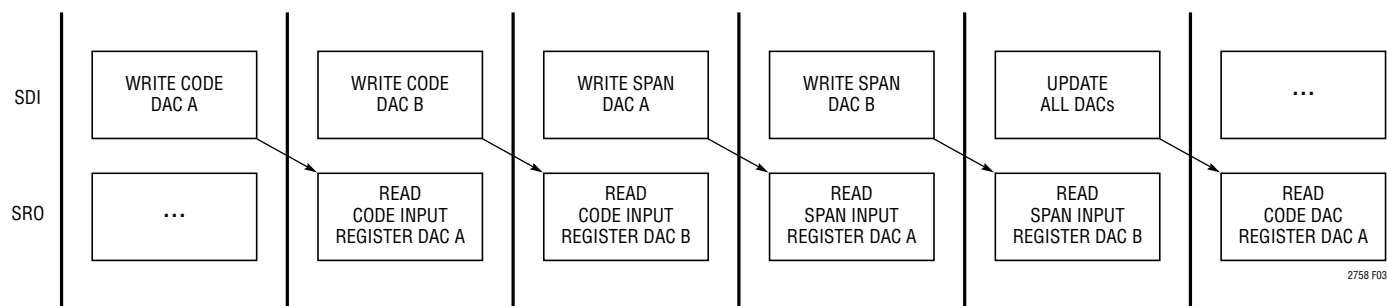 SDI
WRITE CODE
DAC A
WRITE CODE
DAC B
WRITE SPAN
DAC A
WRITE SPAN
DAC B
UPDATE
ALL DACs
...
SRO
...
READ
CODE INPUT
REGISTER DAC A
READ
CODE INPUT
REGISTER DAC B
READ
SPAN INPUT
REGISTER DAC A
READ
SPAN INPUT
REGISTER DAC B
READ
CODE DAC
REGISTER DAC A
2758 F03